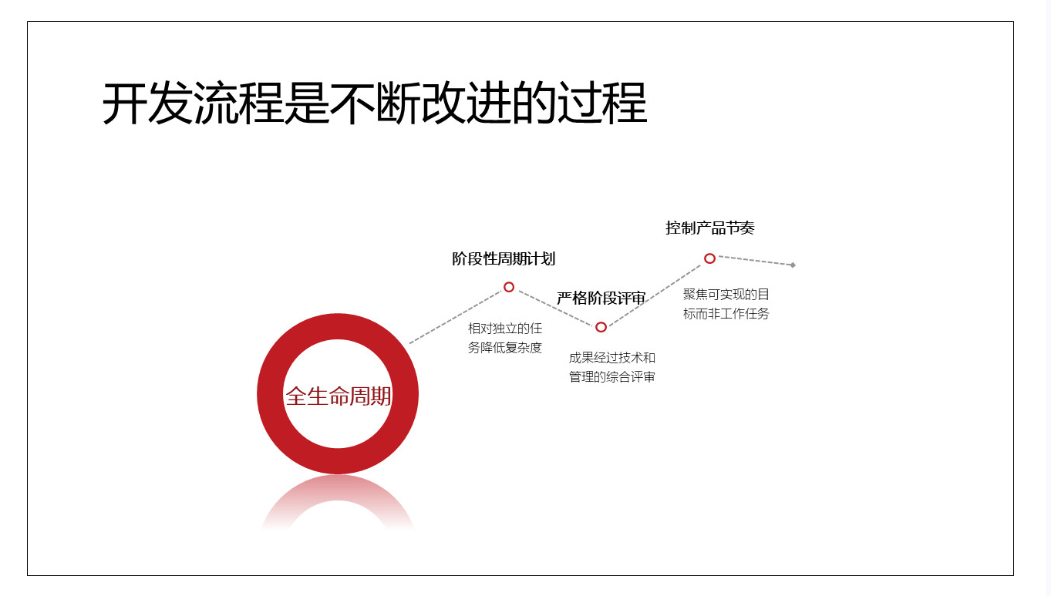 开发流程是不断改进的过程
全生命周期
阶段性周期计划
相对独立的任
务降低复杂度
严格阶段评审
成果经过技术和
管理的综合评审
控制产品节奏
聚焦可实现的目
标而非工作任务